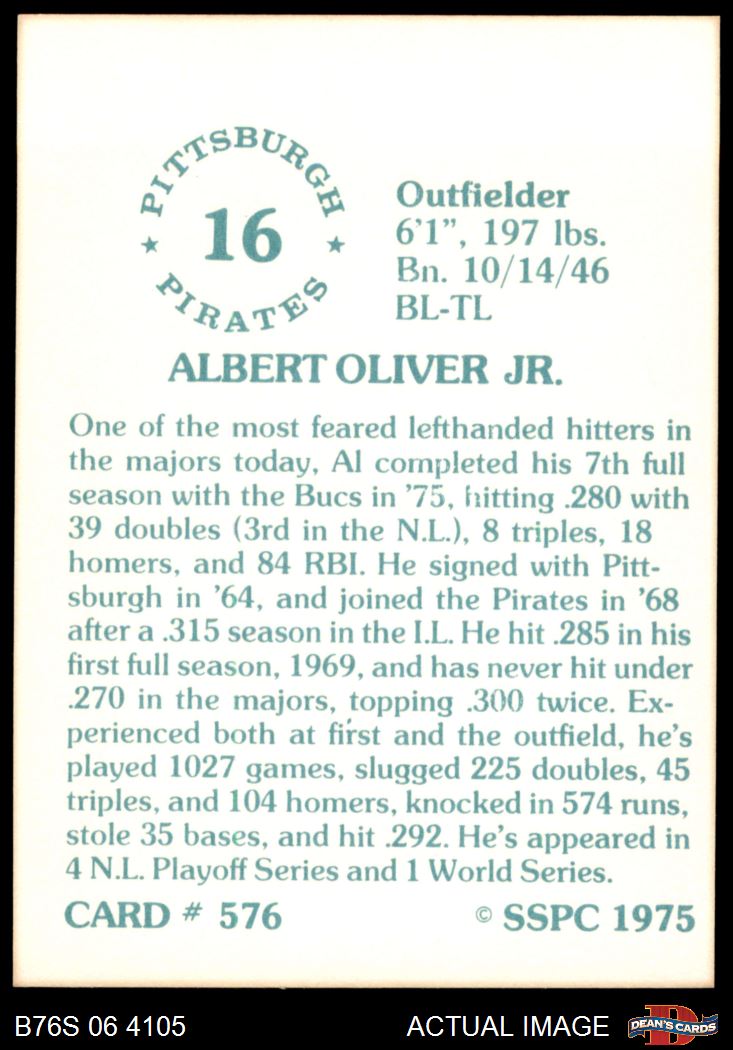 PITTSBURGH
16
PIRATES
Outfielder
6'1", 197 lbs.
Bn. 10/14/46
BL-TL
ALBERT OLIVER JR.
One of the most feared lefthanded hitters in
the majors today, Al completed his 7th full
season with the Bucs in '75, hitting .280 with
39 doubles (3rd in the N.L.), 8 triples, 18
homers, and 84 RBI. He signed with Pitt-
sburgh in '64, and joined the Pirates in '68
after a .315 season in the I.L. He hit .285 in his
first full season, 1969, and has never hit under
.270 in the majors, topping .300 twice. Ex-
perienced both at first and the outfield, he's
played 1027 games, slugged 225 doubles, 45
triples, and 104 homers, knocked in 574 runs,
stole 35 bases, and hit .292. He's appeared in
4 N.L. Playoff Series and 1 World Series.
CARD # 576
© SSPC 1975
B76S 06 4105
ACTUAL IMAGE
D
DEAN'S CARDS